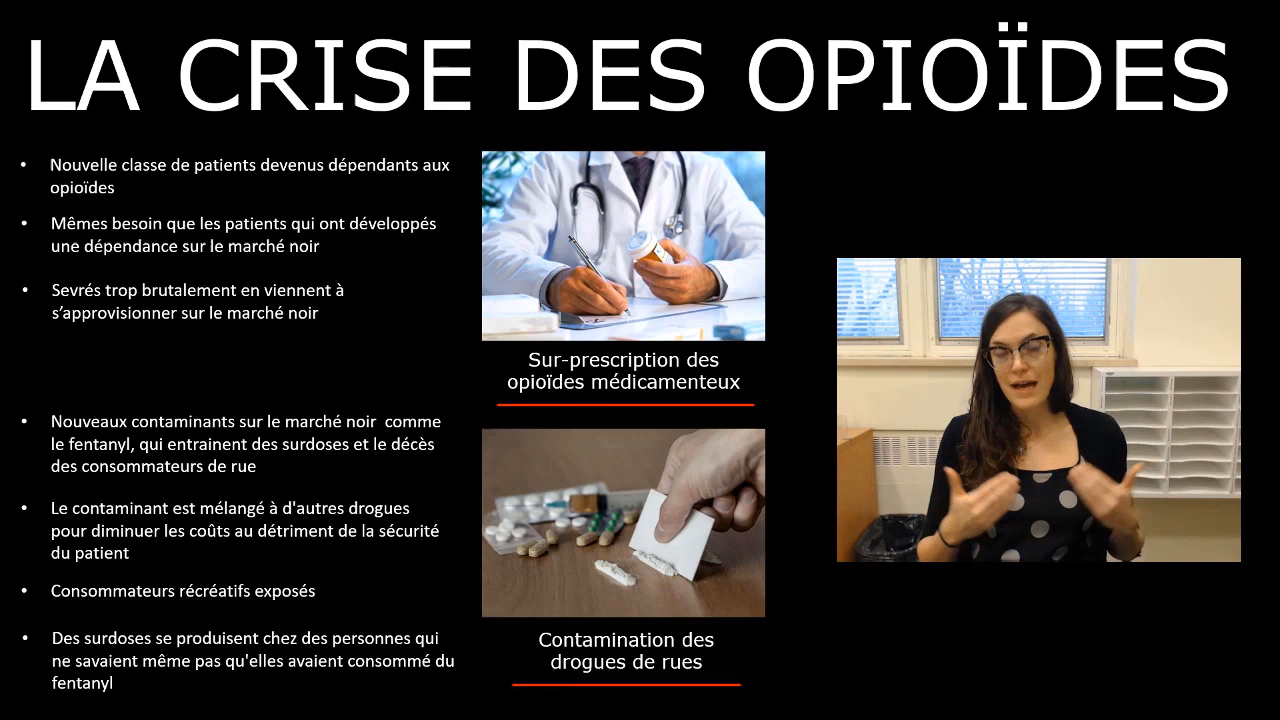 LA CRISE DES OPIOÏDES
• Nouvelle classe de patients devenus dépendants aux
opioïdes
• Mêmes besoin que les patients qui ont développés
une dépendance sur le marché noir
• Sevrés trop brutalement en viennent à
s’approvisionner sur le marché noir
Sur-prescription des
opioïdes médicamenteux
• Nouveaux contaminants sur le marché noir  comme
le fentanyl, qui entrainent des surdoses et le décès
des consommateurs de rue
• Le contaminant est mélangé à d'autres drogues
pour diminuer les coûts au détriment de la sécurité
du patient
• Consommateurs récréatifs exposés
• Des surdoses se produisent chez des personnes qui
ne savaient même pas qu'elles avaient consommé du
fentanyl
Contamination des
drogues de rues